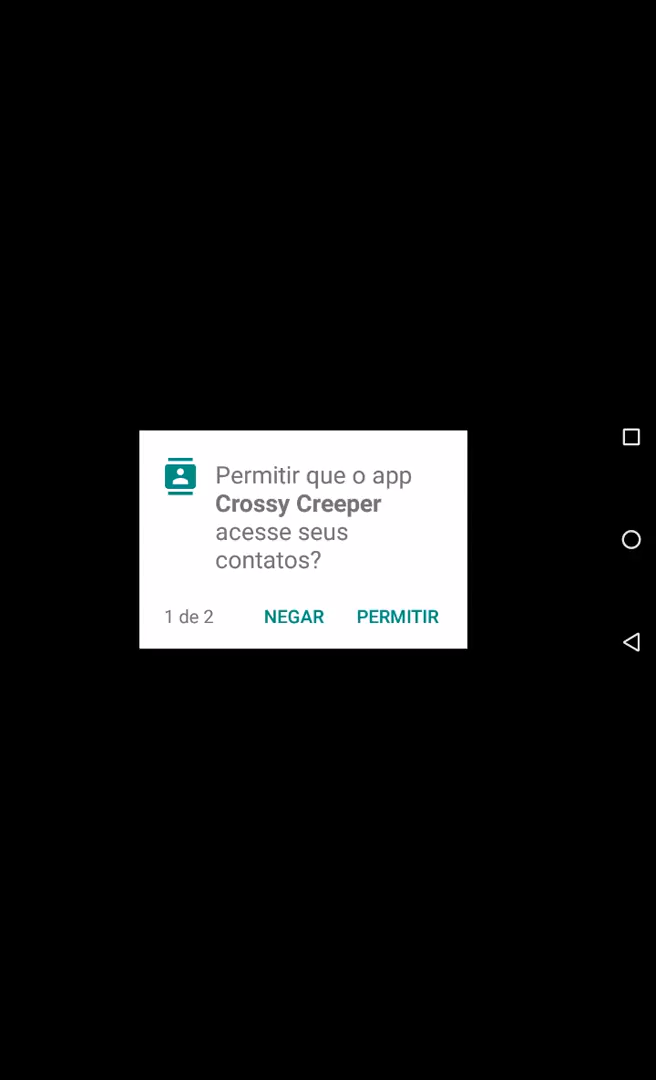 Permitir que o app
Crossy Creeper
acesse seus
contatos?
1 de 2 NEGAR PERMITIR